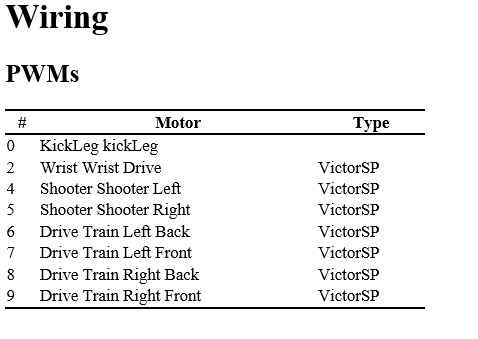 Wiring
PWMs
# Motor Type
0 KickLeg kickLeg
2 Wrist Wrist Drive VictorSP
4 Shooter Shooter Left VictorSP
5 Shooter Shooter Right VictorSP
6 Drive Train Left Back VictorSP
7 Drive Train Left Front VictorSP
8 Drive Train Right Back VictorSP
9 Drive Train Right Front VictorSP